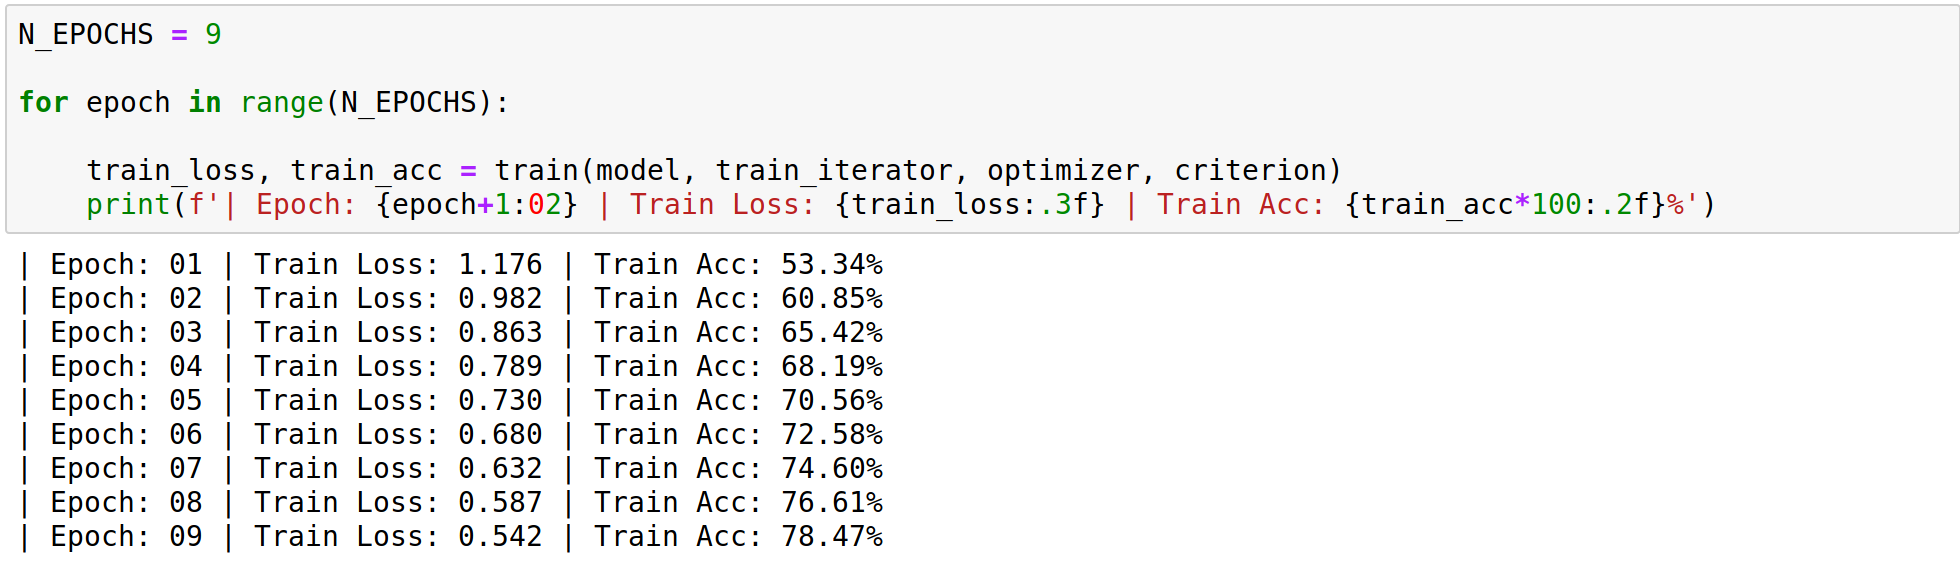 N_EPOCHS = 9
for epoch in range(N_EPOCHS):
train_loss, train_acc = train(model, train_iterator, optimizer, criterion)
print(f'| Epoch: {epoch+1:02} | Train Loss: {train_loss:.3f} | Train Acc: {train_acc*100:.2f}%')
| Epoch: 01 | Train Loss: 1.176 | Train Acc: 53.34%
| Epoch: 02 | Train Loss: 0.982 | Train Acc: 60.85%
| Epoch: 03 | Train Loss: 0.863 | Train Acc: 65.42%
| Epoch: 04 | Train Loss: 0.789 | Train Acc: 68.19%
| Epoch: 05 | Train Loss: 0.730 | Train Acc: 70.56%
| Epoch: 06 | Train Loss: 0.680 | Train Acc: 72.58%
| Epoch: 07 | Train Loss: 0.632 | Train Acc: 74.60%
| Epoch: 08 | Train Loss: 0.587 | Train Acc: 76.61%
| Epoch: 09 | Train Loss: 0.542 | Train Acc: 78.47%